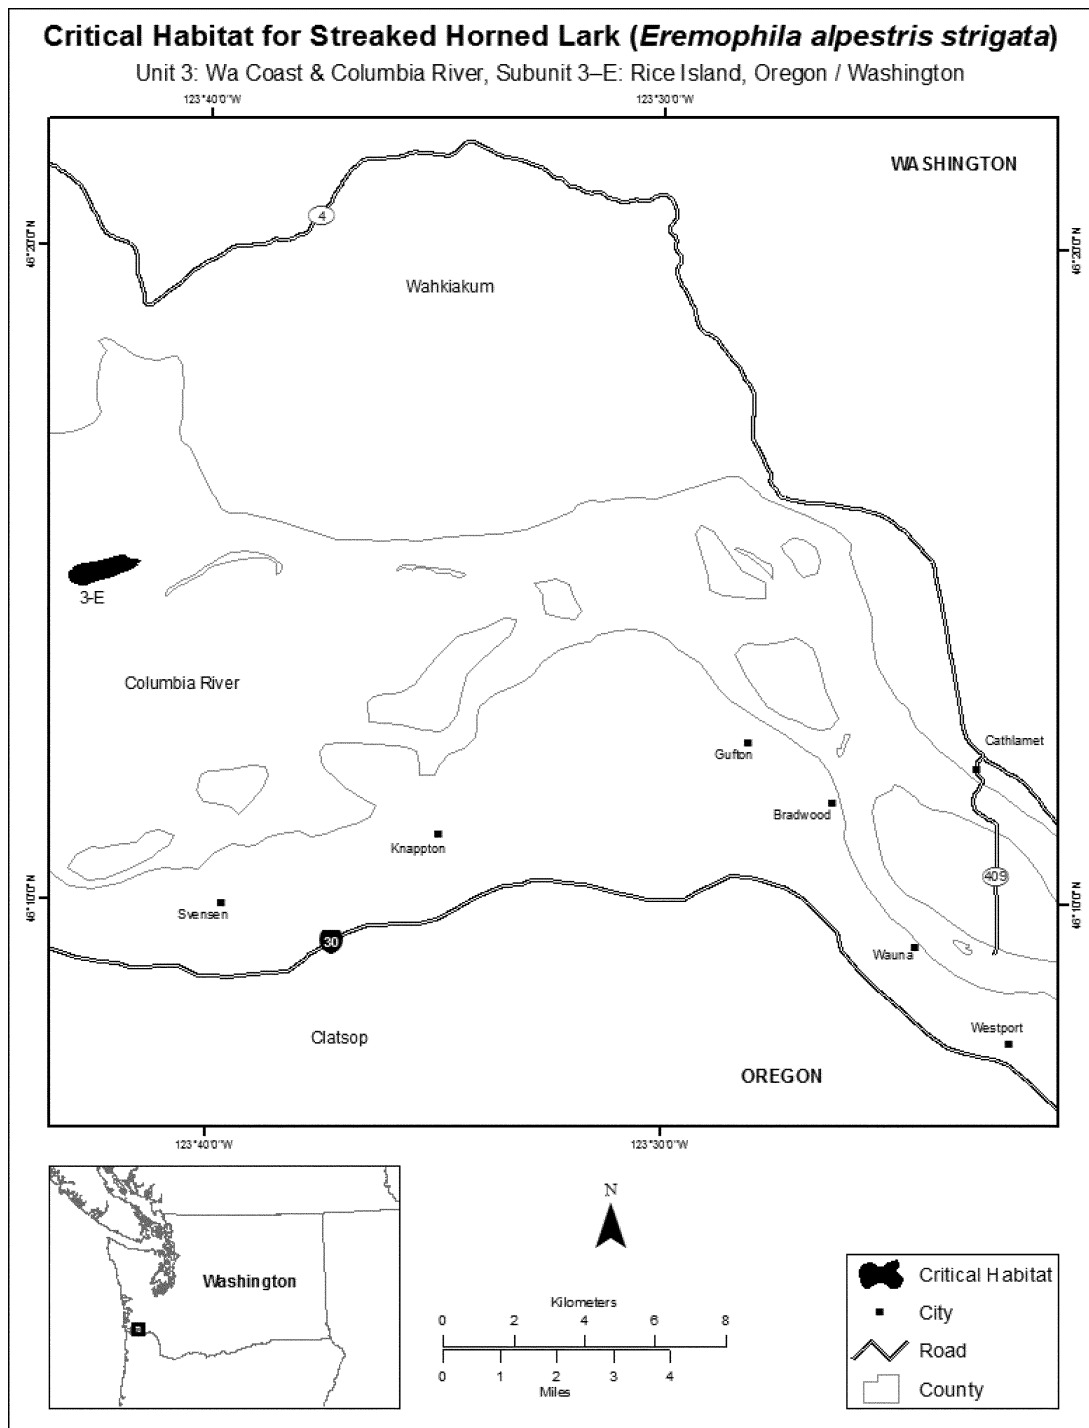 Critical Habitat for Streaked Horned Lark (Eremophila alpestris strigata)
Unit 3: Wa Coast & Columbia River, Subunit 3–E: Rice Island, Oregon / Washington
123°40'0"W
123°30'0"W
WASHINGTON
4
46°20'0"N
46°20'0"N
Wahkiakum
3-E
Columbia River
Cathlamet
Gufton
Bradwood
Knappton
409
46°10'0"N
46°10'0"N
Svensen
30
Wauna
Westport
Clatsop
OREGON
123°40'0"W
123°30'0"W
N
Washington
Kilometers
0 2 4 6 8
0 1 2 3 4
Miles
Critical Habitat
City
Road
County